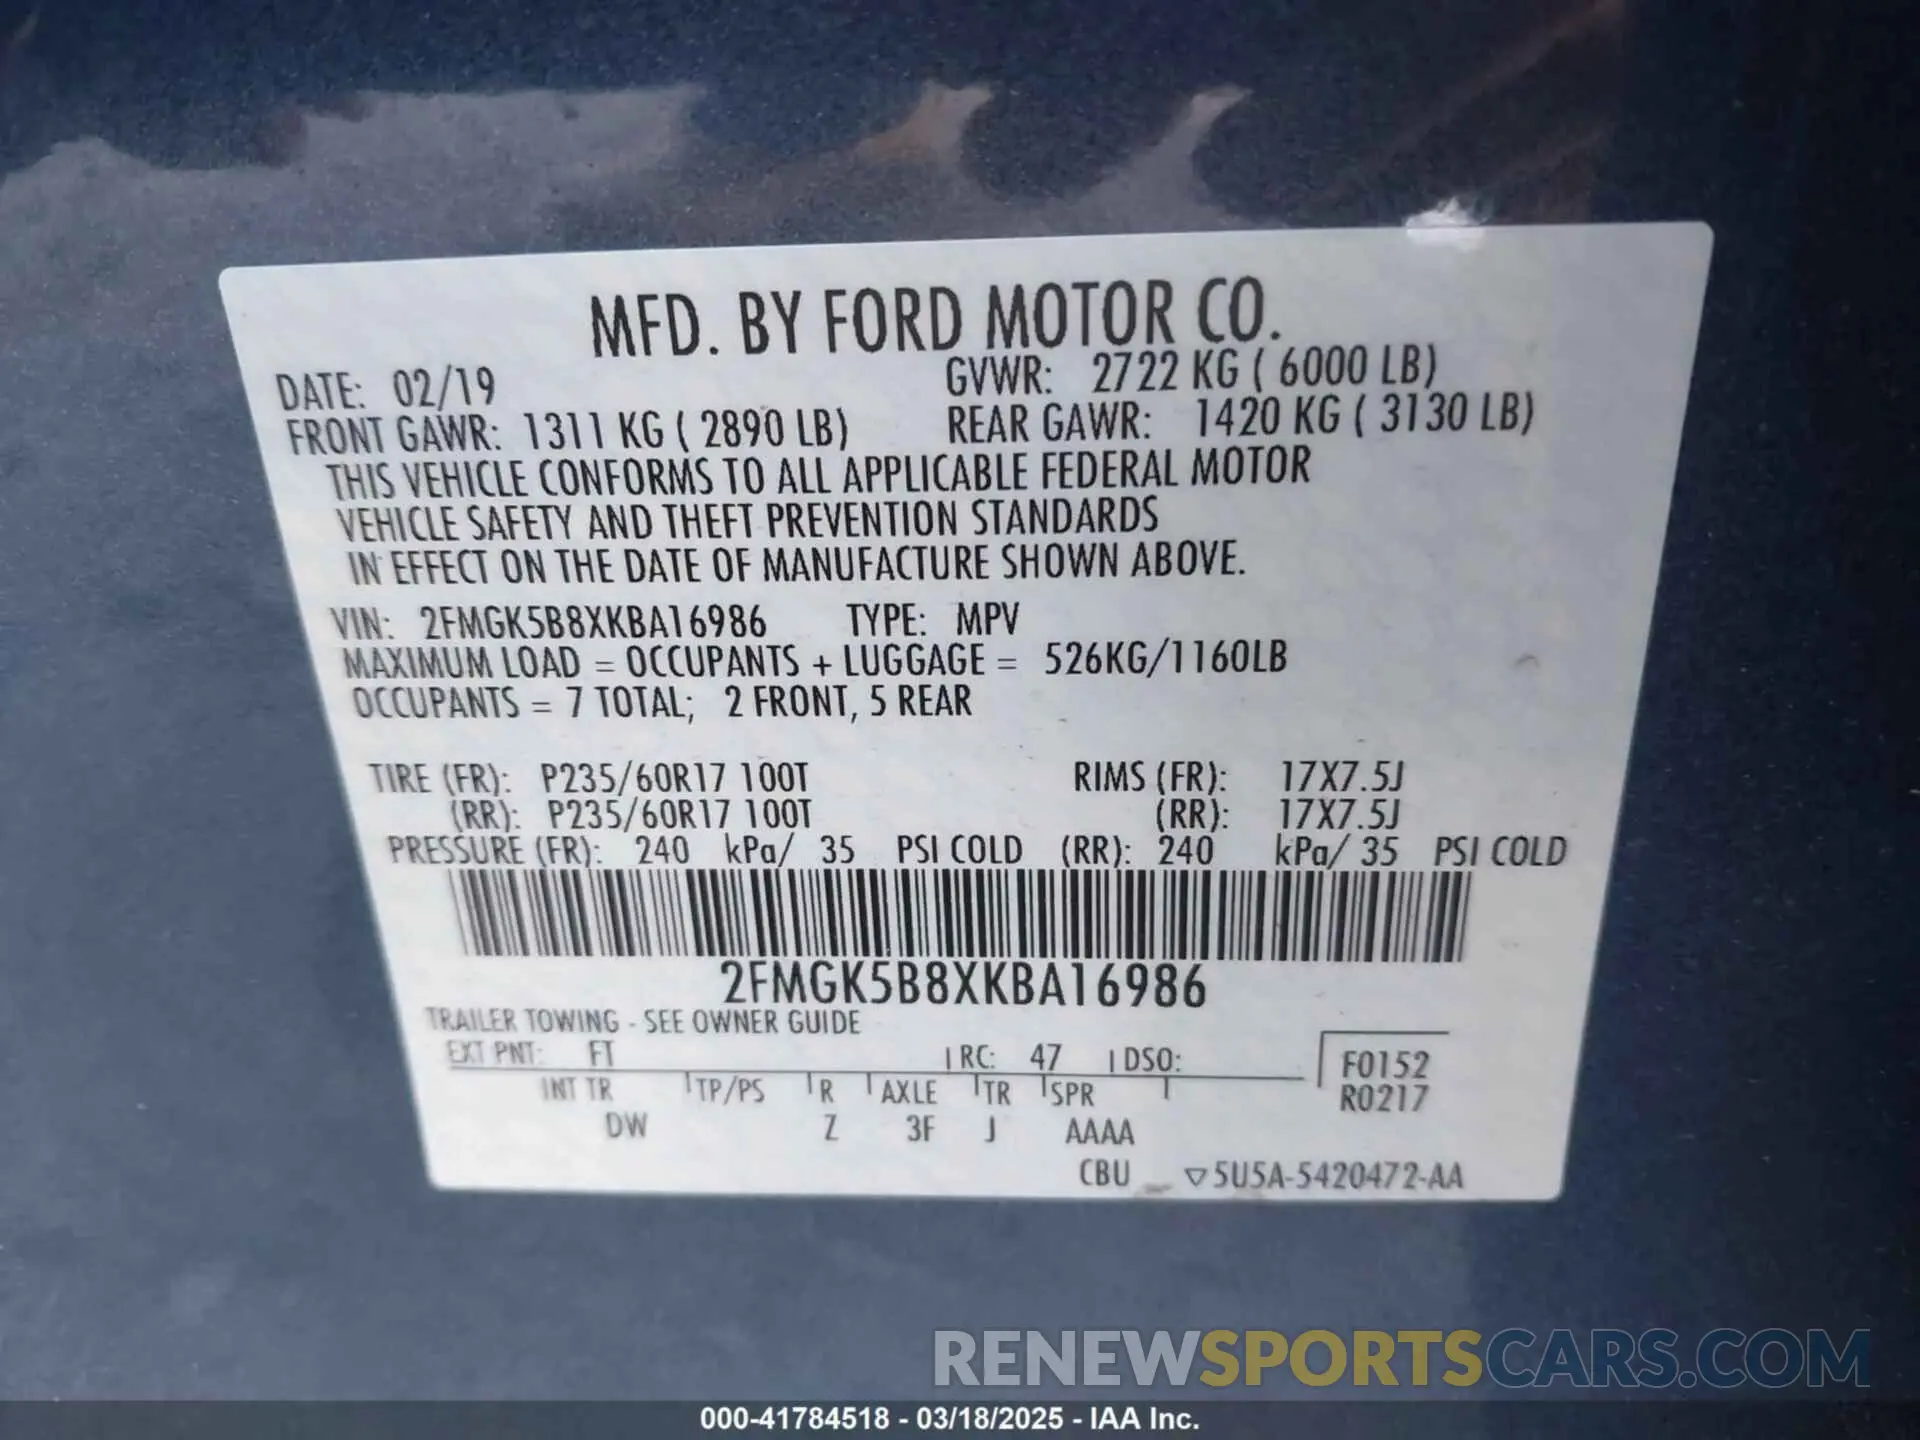 MFD. BY FORD MOTOR CO.
DATE: 02/19 GVWR: 2722 KG ( 6000 LB)
FRONT GAWR: 1311 KG ( 2890 LB) REAR GAWR: 1420 KG ( 3130 LB)
THIS VEHICLE CONFORMS TO ALL APPLICABLE FEDERAL MOTOR
VEHICLE SAFETY AND THEFT PREVENTION STANDARDS
IN EFFECT ON THE DATE OF MANUFACTURE SHOWN ABOVE.
VIN: 2FMGK5B8XKBA16986 TYPE: MPV
MAXIMUM LOAD = OCCUPANTS + LUGGAGE = 526KG/1160LB
OCCUPANTS = 7 TOTAL; 2 FRONT, 5 REAR
TIRE (FR): P235/60R17 100T RIMS (FR): 17X7.5J
(RR): P235/60R17 100T (RR): 17X7.5J
PRESSURE (FR): 240 kPa/ 35 PSI COLD (RR): 240 kPa/ 35 PSI COLD
2FMGK5B8XKBA16986
TRAILER TOWING - SEE OWNER GUIDE
EXT PNT: FT RC: 47 DSO: F0152
INT TR TP/PS R AXLE TR SPR R0217
DW Z 3F J AAAA
CBU ▽5U5A-5420472-AA
RENEWSPORTSCARS.COM
000-41784518 - 03/18/2025 - IAA Inc.